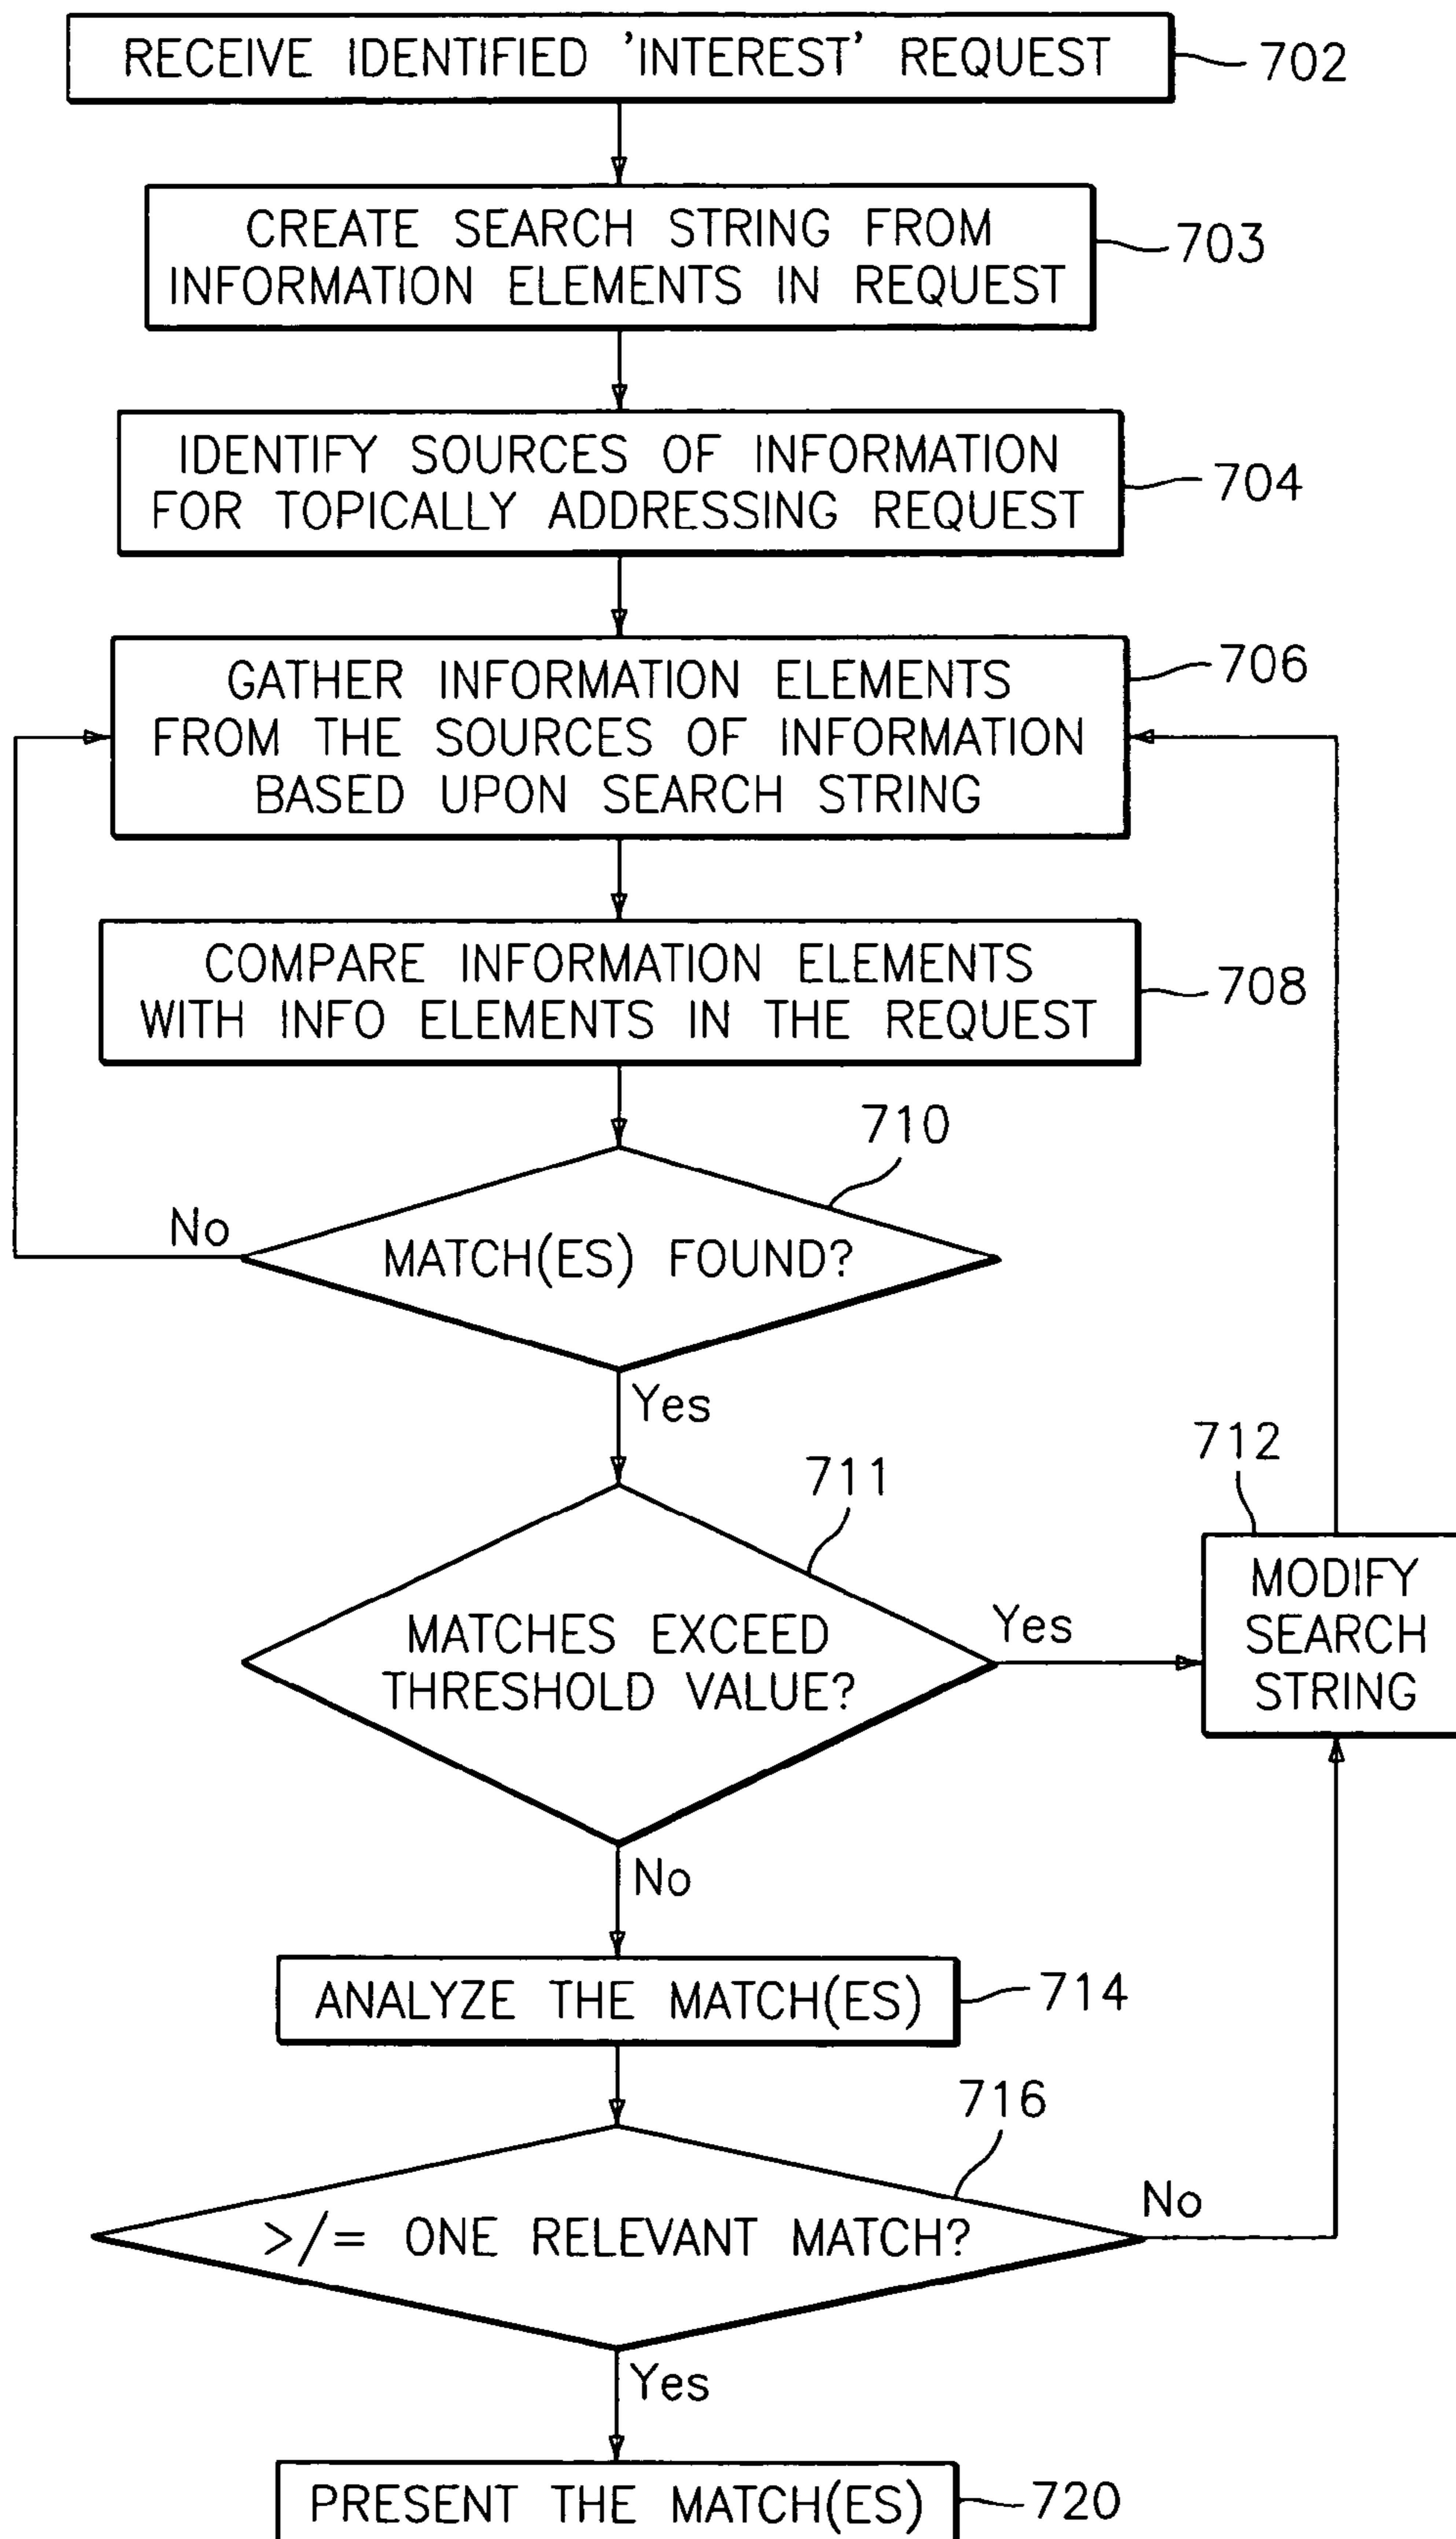 RECEIVE IDENTIFIED 'INTEREST' REQUEST
702
CREATE SEARCH STRING FROM
INFORMATION ELEMENTS IN REQUEST
703
IDENTIFY SOURCES OF INFORMATION
FOR TOPICALLY ADDRESSING REQUEST
704
GATHER INFORMATION ELEMENTS
FROM THE SOURCES OF INFORMATION
BASED UPON SEARCH STRING
706
COMPARE INFORMATION ELEMENTS
WITH INFO ELEMENTS IN THE REQUEST
708
710
No
MATCH(ES) FOUND?
Yes
711
712
MATCHES EXCEED
THRESHOLD VALUE?
Yes
MODIFY
SEARCH
STRING
No
ANALYZE THE MATCH(ES)
714
716
>/= ONE RELEVANT MATCH?
No
Yes
PRESENT THE MATCH(ES)
720